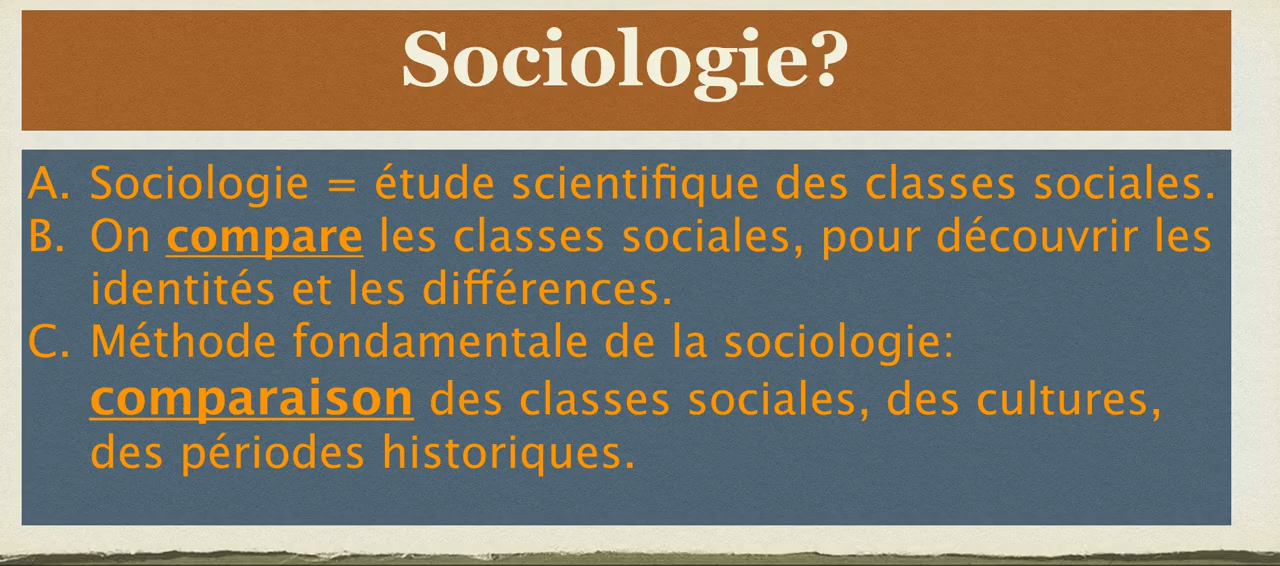 Sociologie?
A. Sociologie = étude scientifique des classes sociales.
B. On compare les classes sociales, pour découvrir les
identités et les différences.
C. Méthode fondamentale de la sociologie:
comparaison des classes sociales, des cultures,
des périodes historiques.